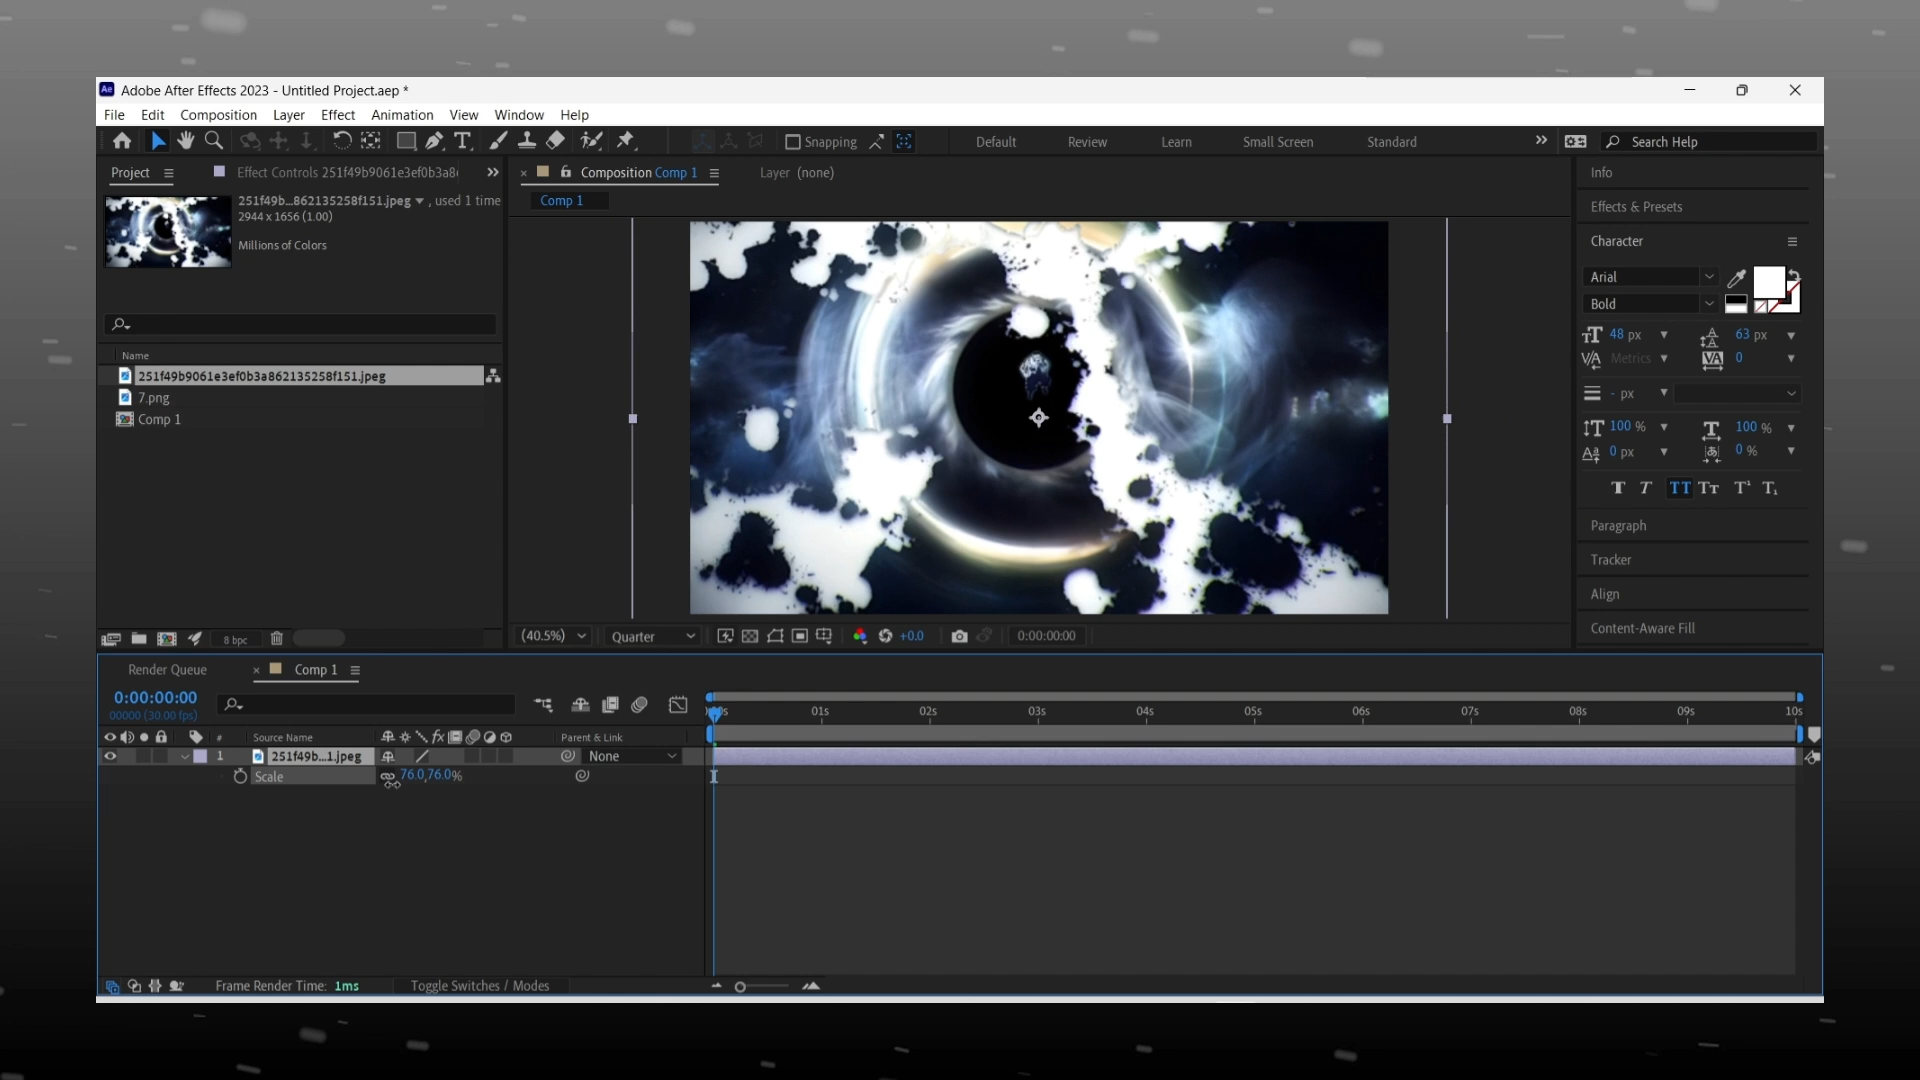 Adobe After Effects 2023 - Untitled Project.aep *
File Edit Composition Layer Effect Animation View Window Help
Snapping Default Review Learn Small Screen Standard Search Help
Project Effect Controls 251f49b9061e3ef0b3a8
251f49b...862135258f151.jpeg , used 1 time
2944 x 1656 (1.00)
Millions of Colors
Name
251f49b9061e3ef0b3a862135258f151.jpeg
7.png
Comp 1
8 bpc
Composition Comp 1 Layer (none)
Comp 1
(40.5%) Quarter +0.0 0:00:00:00
Info
Effects & Presets
Character
Arial
Bold
48 px 63 px
Metrics 0
- px
100 % 100 %
0 px 0 %
Paragraph
Tracker
Align
Content-Aware Fill
Render Queue Comp 1
0:00:00:00
00000 (30.00 fps)
01s 02s 03s 04s 05s 06s 07s 08s 09s 10s
# Source Name Parent & Link
1 251f49b...1.jpeg None
Scale 76.0,76.0%
Frame Render Time: 1ms Toggle Switches / Modes